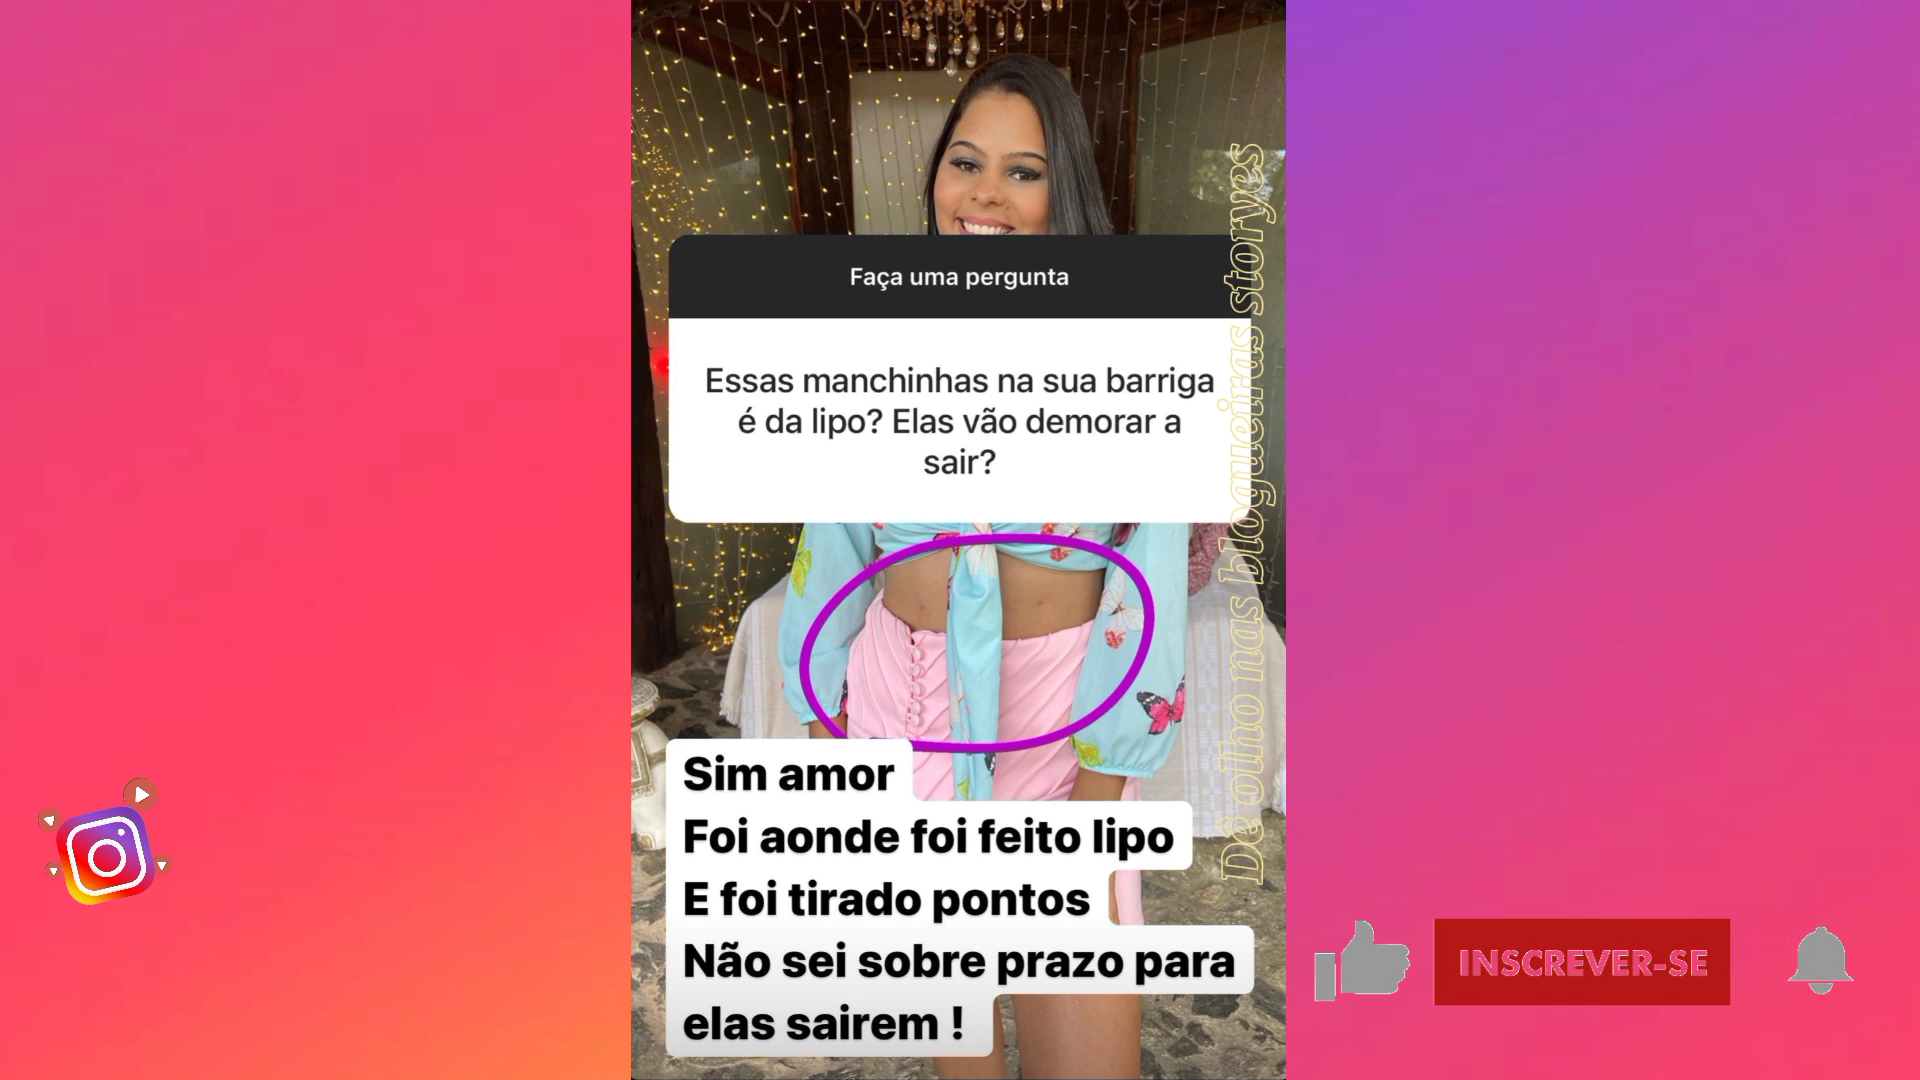 Faça uma pergunta
Essas manchinhas na sua barriga
é da lipo? Elas vão demorar a
sair?
Sim amor
Foi aonde foi feito lipo
E foi tirado pontos
Não sei sobre prazo para
elas sairem !
Dê olho nas blogueiras storyes
INSCREVER-SE